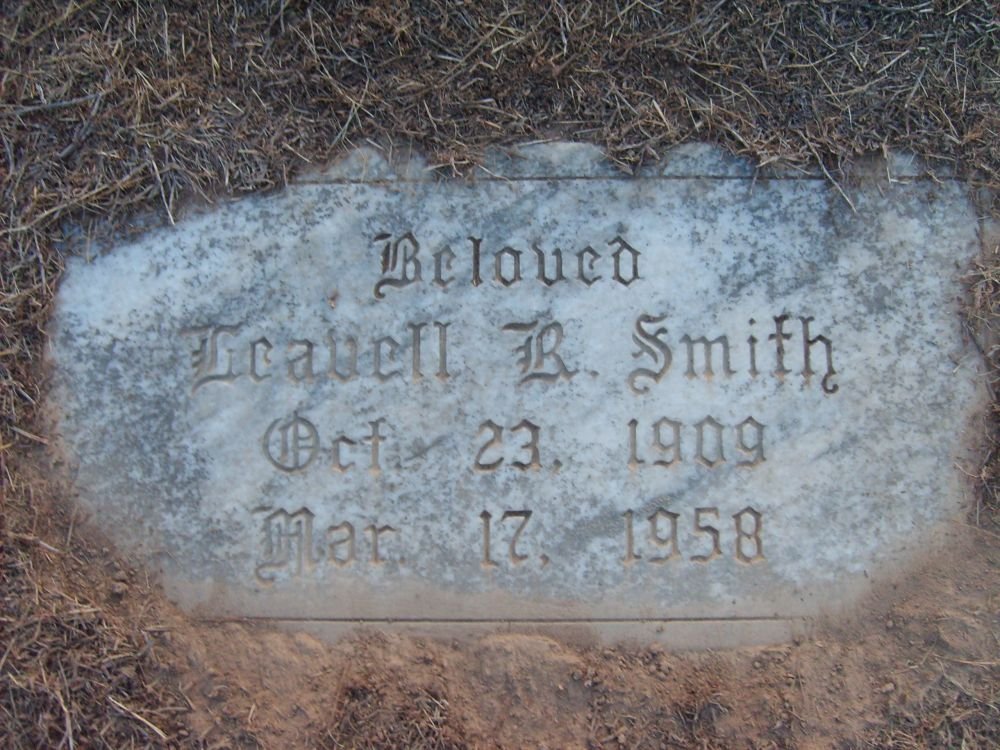 Beloved
Leavell R. Smith
Oct. 23, 1909
Mar. 17, 1958